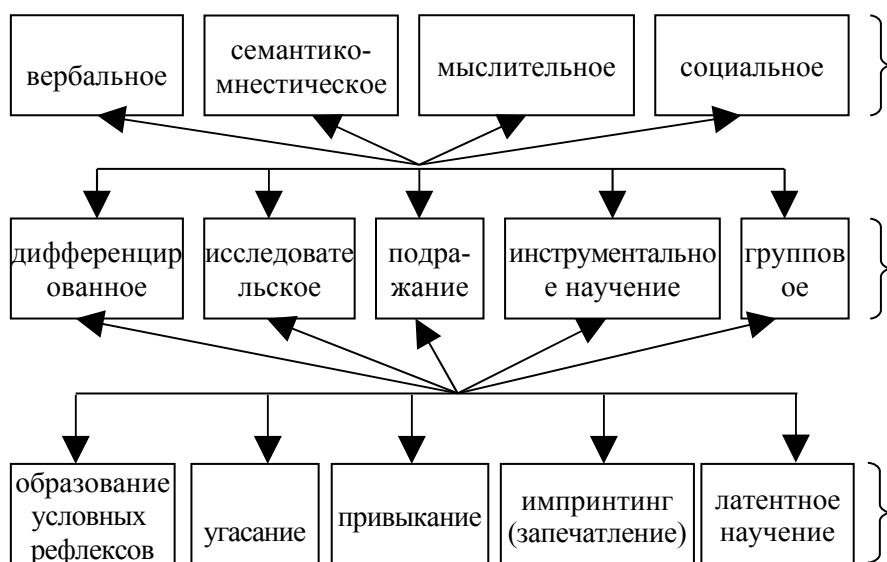 вербальное
семантико-
мнестическое
мыслительное
социальное
дифференцир
ованное
исследовате
льское
подра-
жание
инструментально
е научение
группов
ое
образование
условных
рефлексов
угасание
привыкание
импринтинг
(запечатление)
латентное
научение